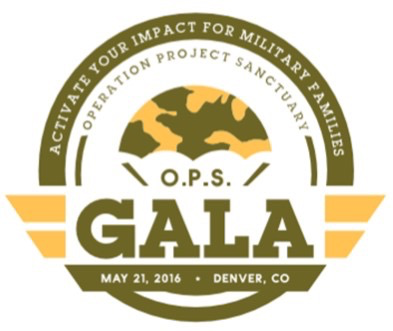 ACTIVATE YOUR IMPACT FOR MILITARY FAMILIES
OPERATION PROJECT SANCTUARY
O.P.S.
GALA
MAY 21, 2016 • DENVER, CO